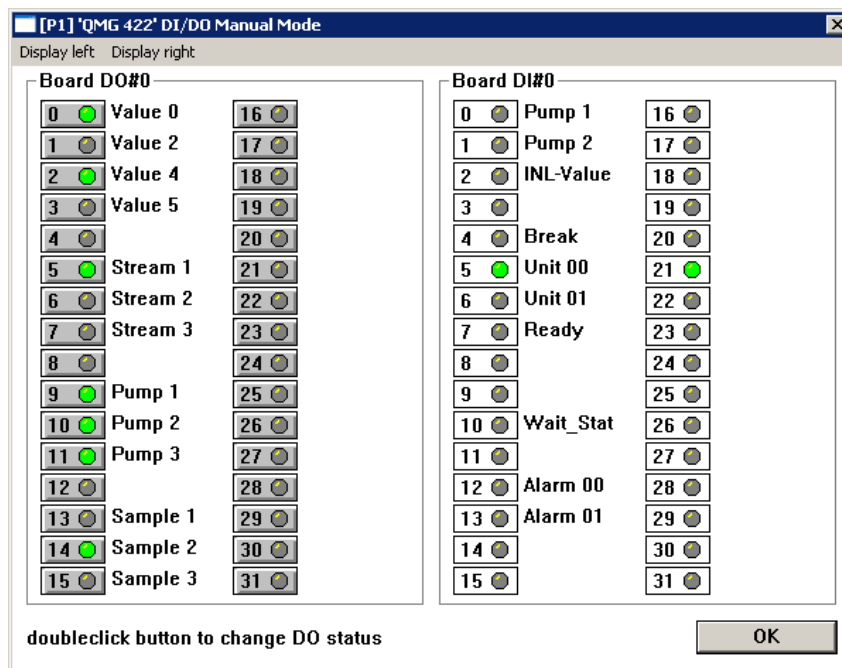 [P1] 'QMG 422' DI/DO Manual Mode
Display left Display right
Board DO#0
0 Value 0 16
1 Value 2 17
2 Value 4 18
3 Value 5 19
4 20
5 Stream 1 21
6 Stream 2 22
7 Stream 3 23
8 24
9 Pump 1 25
10 Pump 2 26
11 Pump 3 27
12 28
13 Sample 1 29
14 Sample 2 30
15 Sample 3 31
Board DI#0
0 Pump 1 16
1 Pump 2 17
2 INL-Value 18
3 19
4 Break 20
5 Unit 00 21
6 Unit 01 22
7 Ready 23
8 24
9 25
10 Wait_Stat 26
11 27
12 Alarm 00 28
13 Alarm 01 29
14 30
15 31
doubleclick button to change DO status
OK